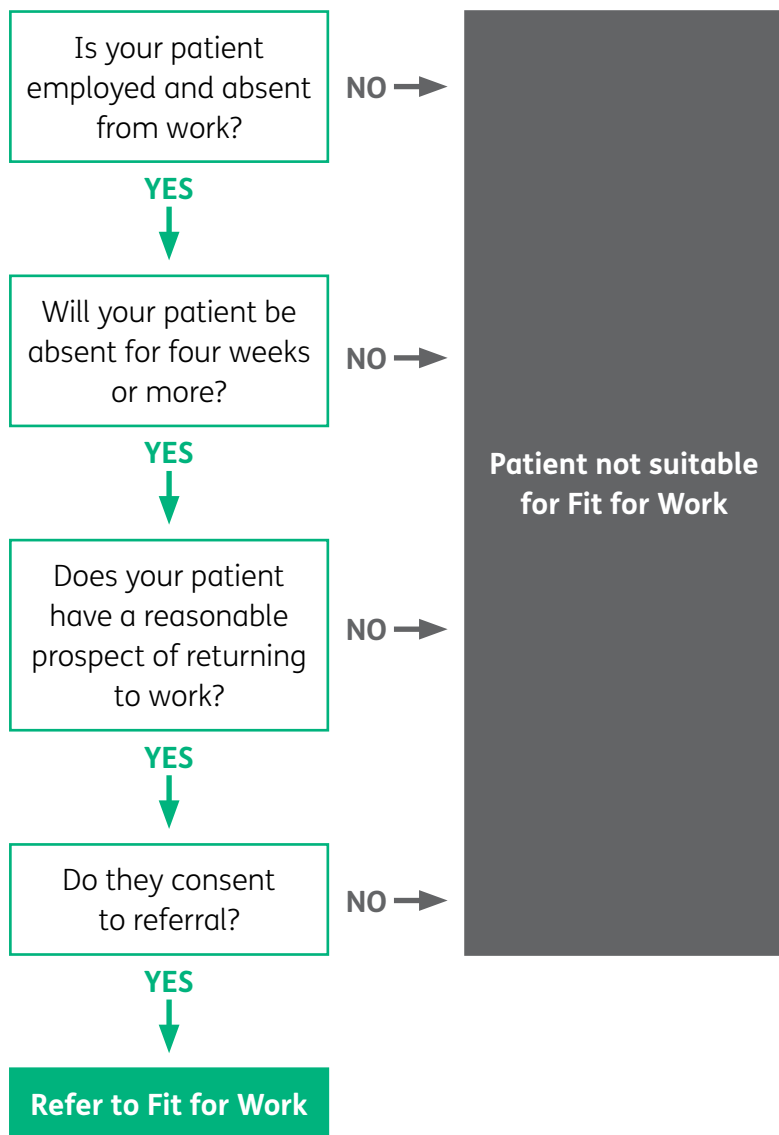 Is your patient
employed and absent
from work?
NO
YES
Will your patient be
absent for four weeks
or more?
NO
YES
Does your patient
have a reasonable
prospect of returning
to work?
NO
YES
Do they consent
to referral?
NO
YES
Refer to Fit for Work
Patient not suitable
for Fit for Work